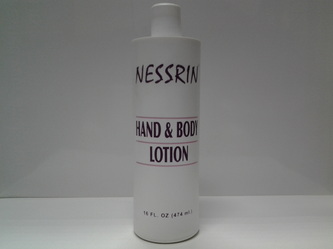 NESSRIN
HAND & BODY
LOTION
16 FL. OZ (474 ml.)